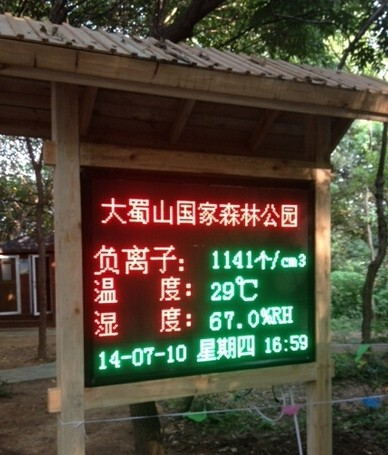 大蜀山国家森林公园
负离子: 1141个/cm3
温 度: 29℃
湿 度: 67.0%RH
14-07-10 星期四 16:59